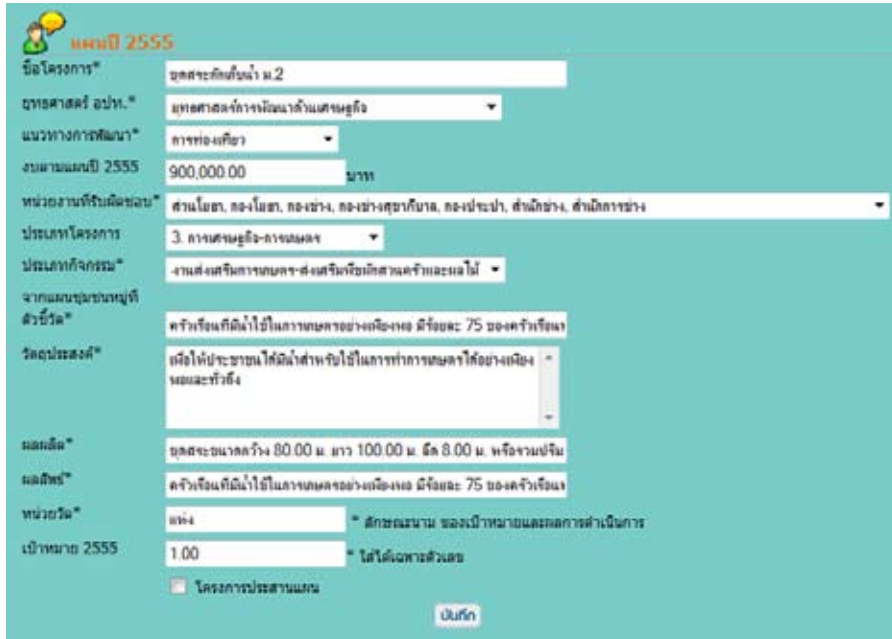 แผนปี 2555
ชื่อโครงการ* ขุดสระกักเก็บน้ำ ม.2
ยุทธศาสตร์ อปท.* ยุทธศาสตร์การพัฒนาด้านเศรษฐกิจ
แนวทางการพัฒนา* การท่องเที่ยว
งบตามแผนปี 2555 900,000.00 บาท
หน่วยงานที่รับผิดชอบ* ส่วนโยธา, กองโยธา, กองช่าง, กองช่างสุขาภิบาล, กองประปา, สำนักช่าง, สำนักการช่าง
ประเภทโครงการ 3. การเศรษฐกิจ-การเกษตร
ประเภทกิจกรรม* -งานส่งเสริมการเกษตร-ส่งเสริมพืชผักสวนครัวและผลไม้
จากแผนชุมชนหมู่ที่
ตัวชี้วัด* ครัวเรือนที่มีน้ำใช้ในการเกษตรอย่างเพียงพอ มีร้อยละ 75 ของครัวเรือน
วัตถุประสงค์* เพื่อให้ประชาชนได้มีน้ำสำหรับใช้ในการทำการเกษตรได้อย่างเพียง
พอและทั่วถึง
ผลผลิต* ขุดสระขนาดกว้าง 80.00 ม. ยาว 100.00 ม. ลึก 8.00 ม. หรือรวมปริม
ผลลัพธ์* ครัวเรือนที่มีน้ำใช้ในการเกษตรอย่างเพียงพอ มีร้อยละ 75 ของครัวเรือน
หน่วยวัด* แห่ง * ลักษณะนาม ของเป้าหมายและผลการดำเนินการ
เป้าหมาย 2555 1.00 * ใส่ได้เฉพาะตัวเลข
โครงการประสานแผน
บันทึก